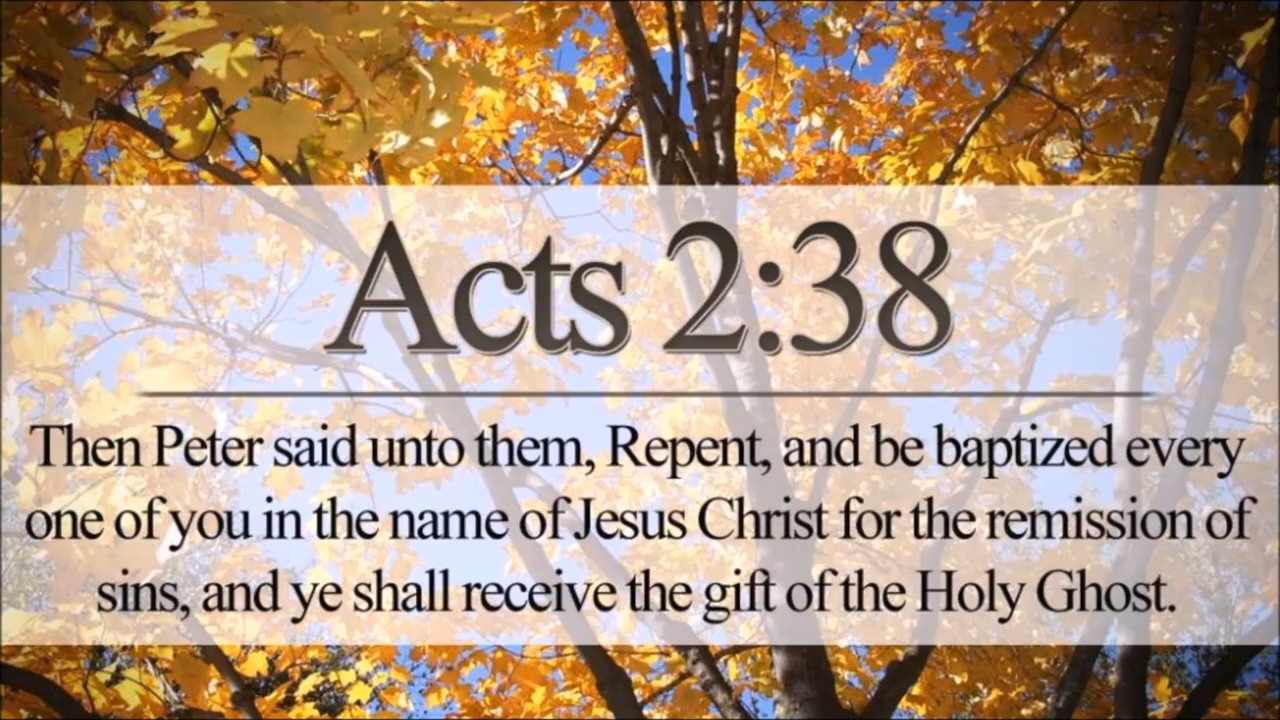 Acts 2:38
Then Peter said unto them, Repent, and be baptized every
one of you in the name of Jesus Christ for the remission of
sins, and ye shall receive the gift of the Holy Ghost.